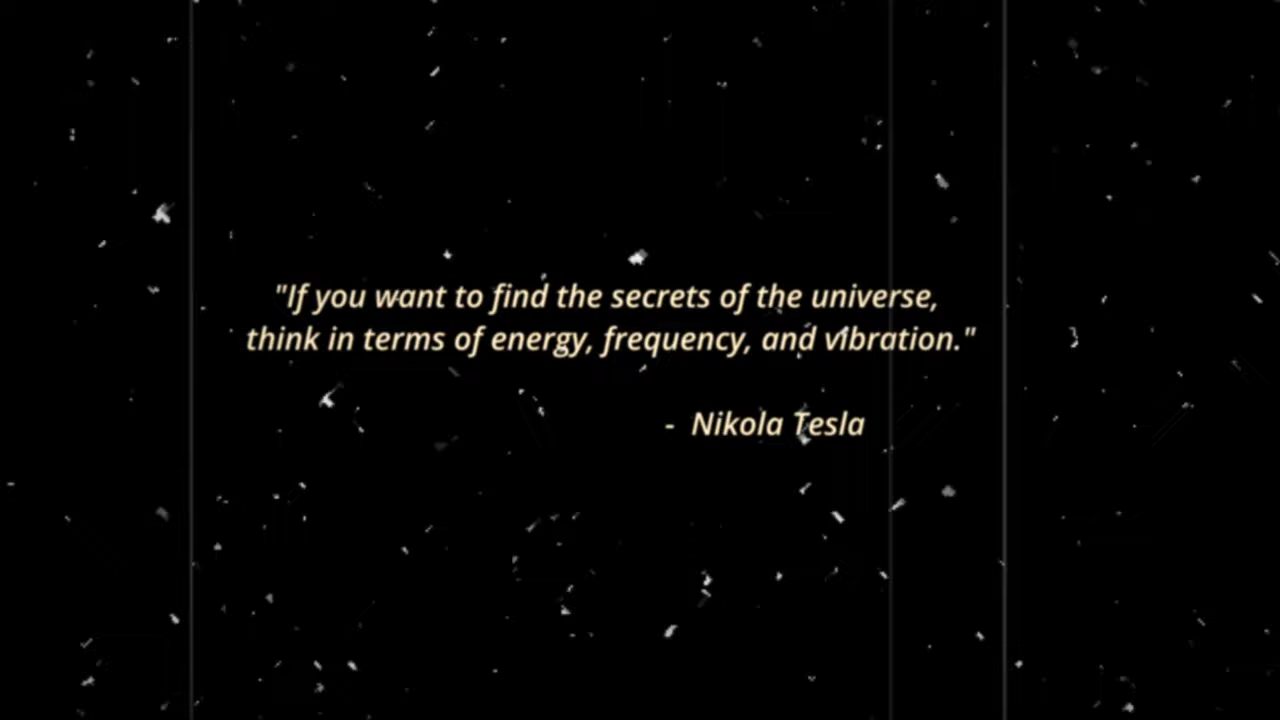 "If you want to find the secrets of the universe,
think in terms of energy, frequency, and vibration."
- Nikola Tesla